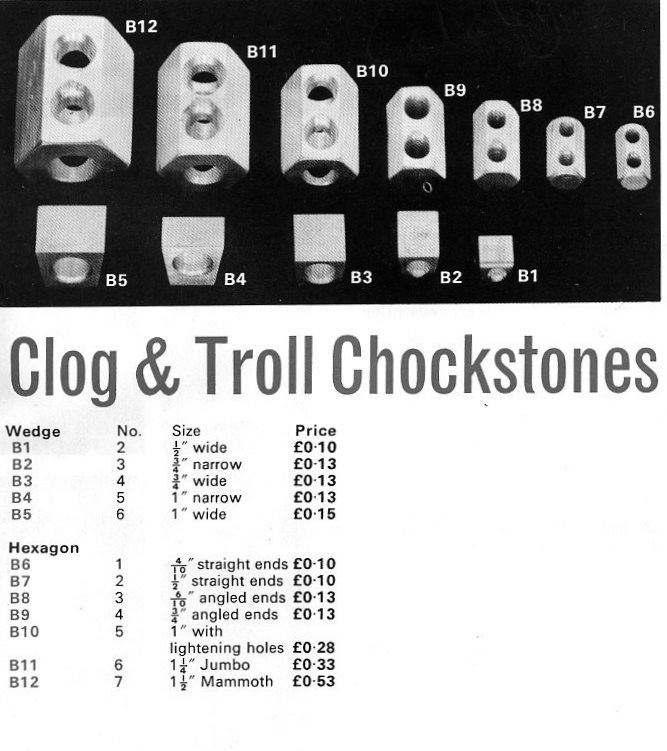 B12
B11
B10
B9
B8
B7
B6
B5
B4
B3
B2
B1
Clog & Troll Chockstones
Wedge No. Size Price
B1 2 ½″ wide £0·10
B2 3 ¾″ narrow £0·13
B3 4 ¾″ wide £0·13
B4 5 1″ narrow £0·13
B5 6 1″ wide £0·15
Hexagon
B6 1 4/10″ straight ends £0·10
B7 2 ½″ straight ends £0·10
B8 3 6/10″ angled ends £0·13
B9 4 ¾″ angled ends £0·13
B10 5 1″ with
lightening holes £0·28
B11 6 1¼″ Jumbo £0·33
B12 7 1½″ Mammoth £0·53